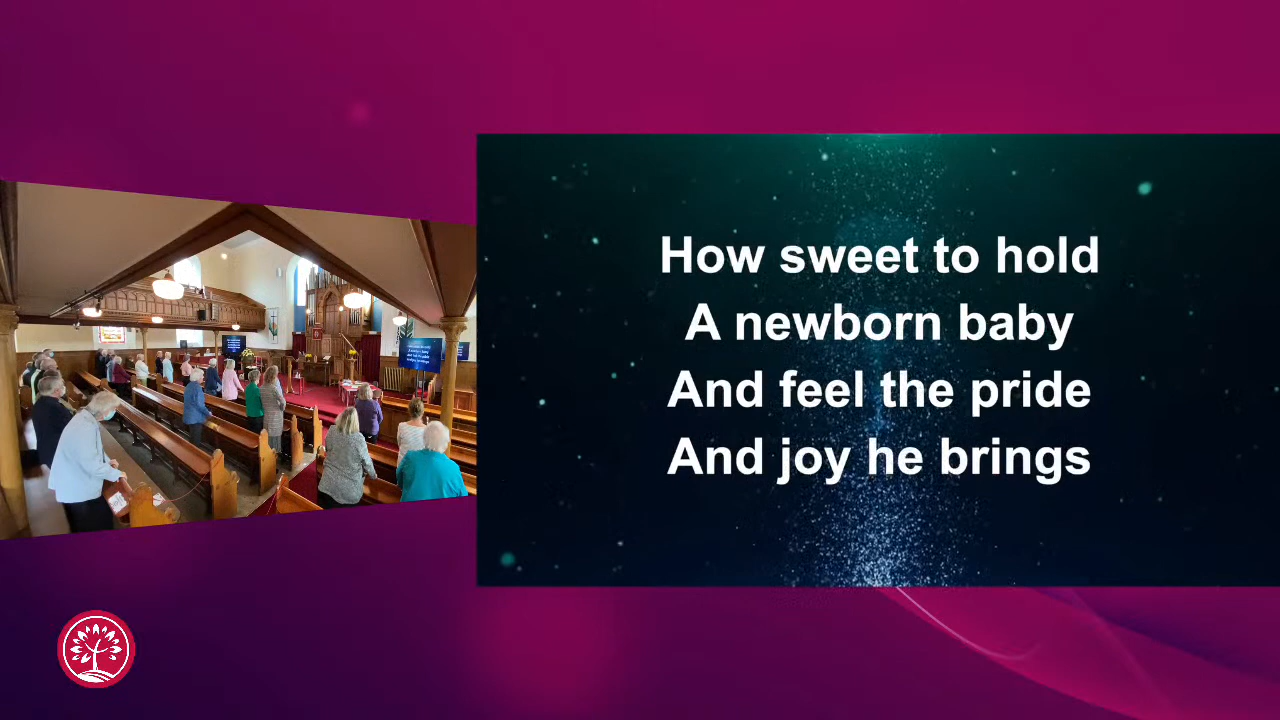 How sweet to hold
A newborn baby
And feel the pride
And joy he brings